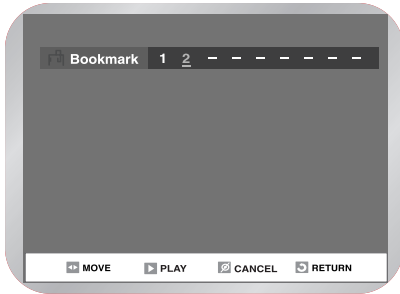 Bookmark 1 2 – – – – – – –
MOVE PLAY CANCEL RETURN